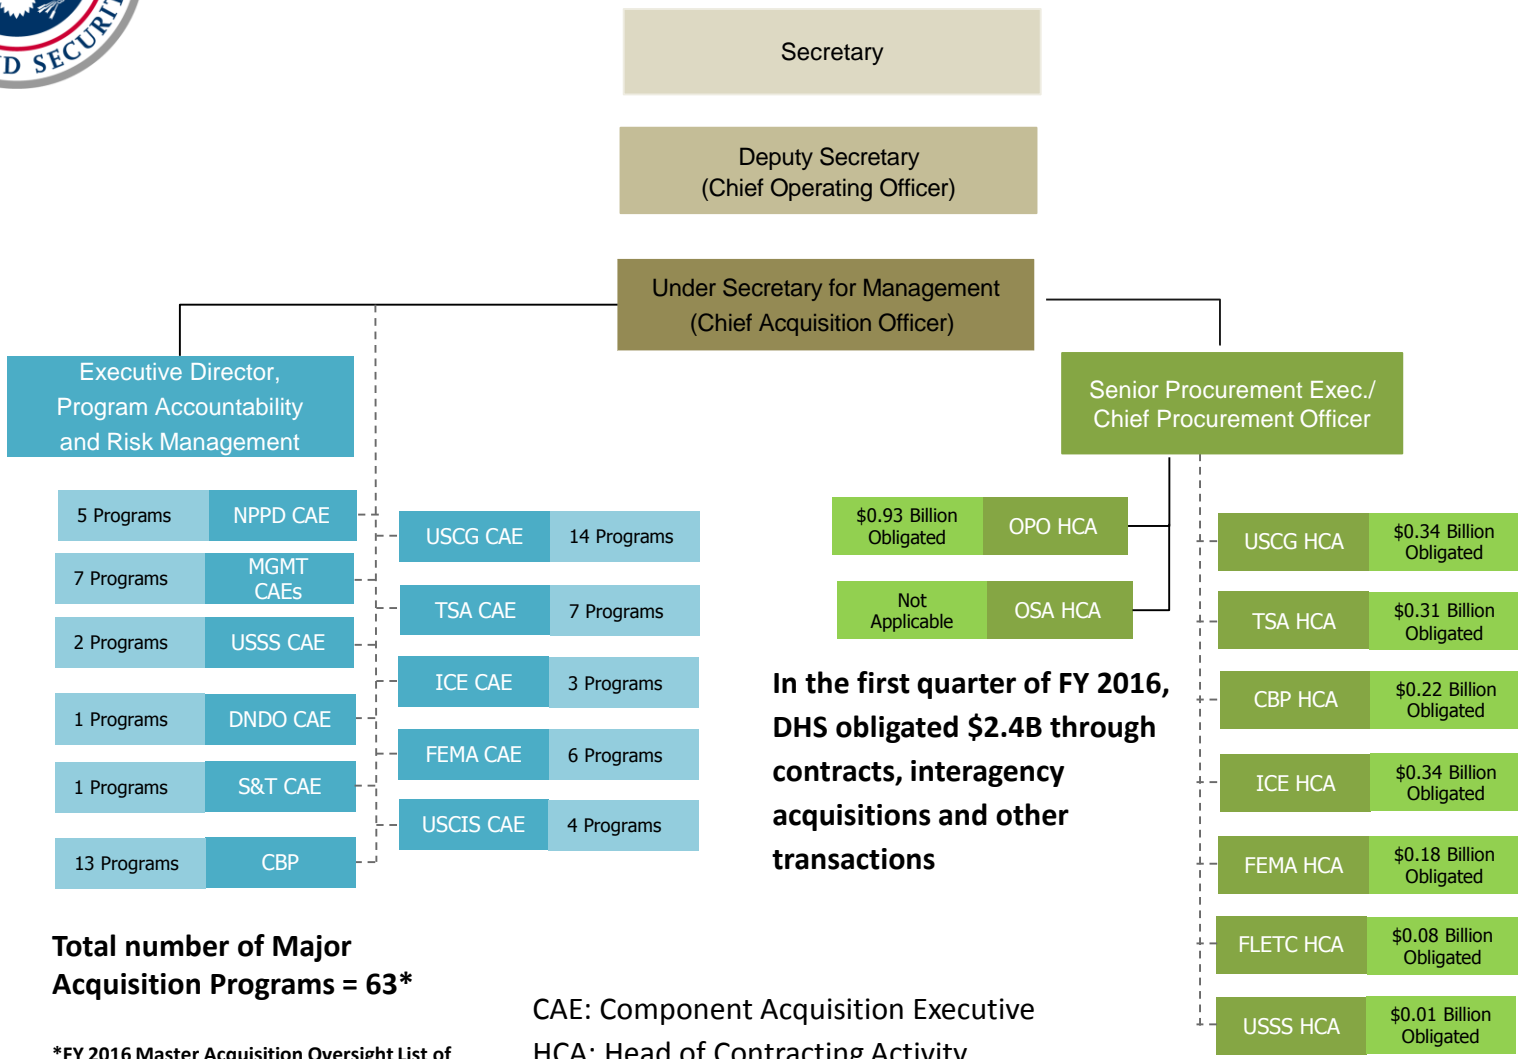 D SECURIT
Secretary
Deputy Secretary
(Chief Operating Officer)
Under Secretary for Management
(Chief Acquisition Officer)
Executive Director,
Program Accountability
and Risk Management
Senior Procurement Exec./
Chief Procurement Officer
5 Programs
NPPD CAE
7 Programs
MGMT
CAEs
2 Programs
USSS CAE
1 Programs
DNDO CAE
1 Programs
S&T CAE
13 Programs
CBP
USCG CAE
14 Programs
TSA CAE
7 Programs
ICE CAE
3 Programs
FEMA CAE
6 Programs
USCIS CAE
4 Programs
$0.93 Billion
Obligated
OPO HCA
Not
Applicable
OSA HCA
In the first quarter of FY 2016,
DHS obligated $2.4B through
contracts, interagency
acquisitions and other
transactions
USCG HCA
$0.34 Billion
Obligated
TSA HCA
$0.31 Billion
Obligated
CBP HCA
$0.22 Billion
Obligated
ICE HCA
$0.34 Billion
Obligated
FEMA HCA
$0.18 Billion
Obligated
FLETC HCA
$0.08 Billion
Obligated
USSS HCA
$0.01 Billion
Obligated
Total number of Major
Acquisition Programs = 63*
*FY 2016 Master Acquisition Oversight List of
CAE: Component Acquisition Executive
HCA: Head of Contracting Activity